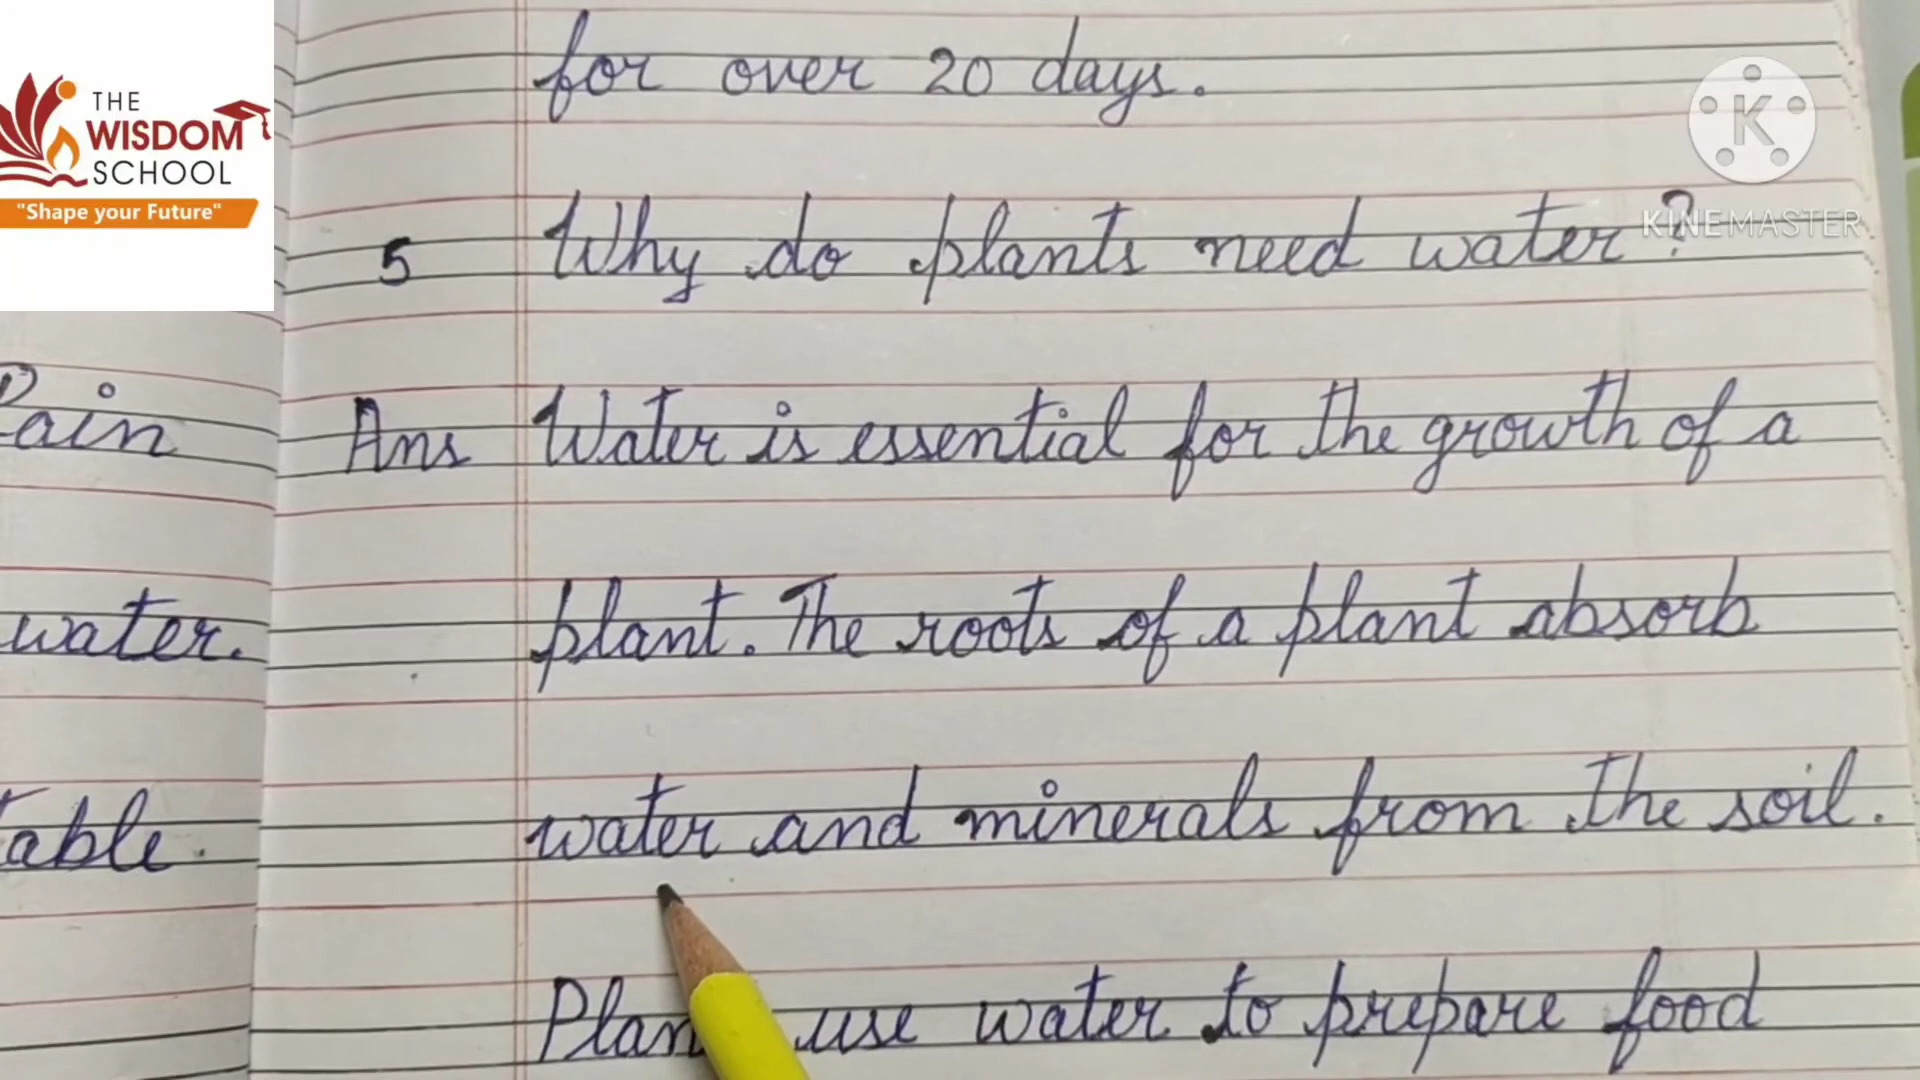 THE
WISDOM
SCHOOL
"Shape your Future"
KINEMASTER
for over 20 days.
5 Why do plants need water?
Ans Water is essential for the growth of a
plant. The roots of a plant absorb
water and minerals from the soil.
use water to prepare food
water.